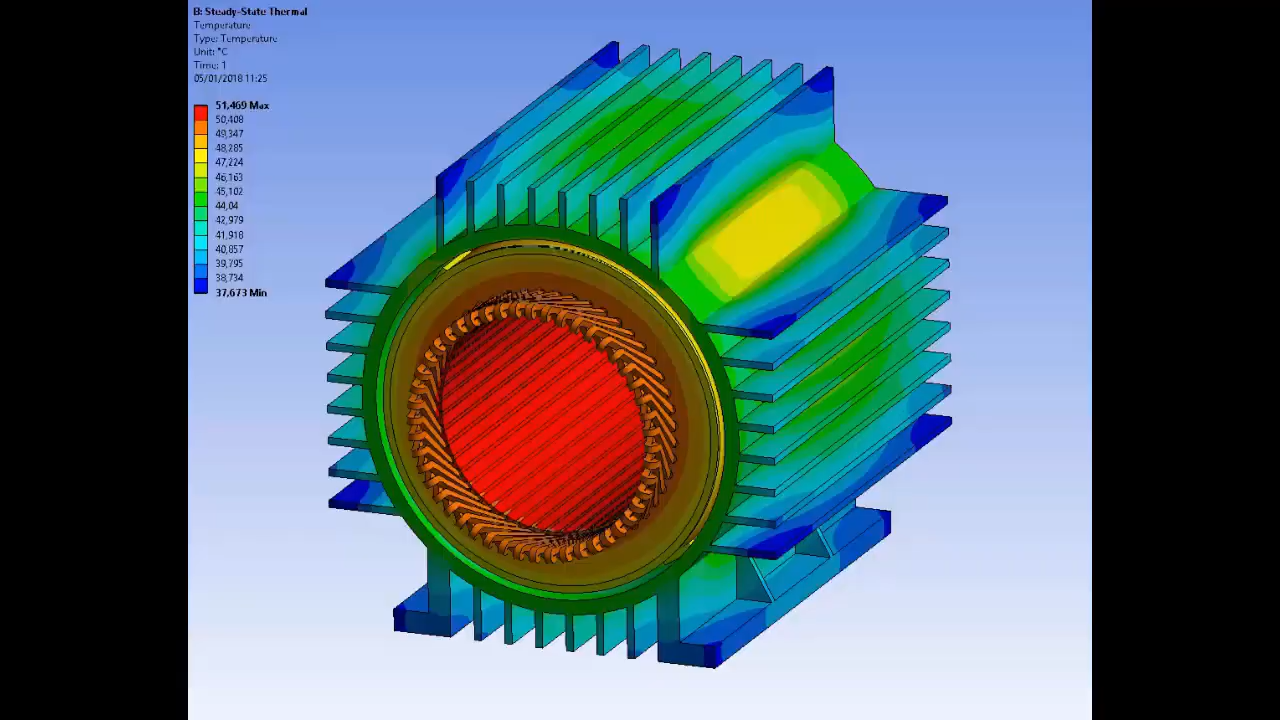 B: Steady-State Thermal
Temperature
Type: Temperature
Unit: °C
Time: 1
05/01/2018 11:25
51,469 Max
50,408
49,347
48,285
47,224
46,163
45,102
44,04
42,979
41,918
40,857
39,795
38,734
37,673 Min